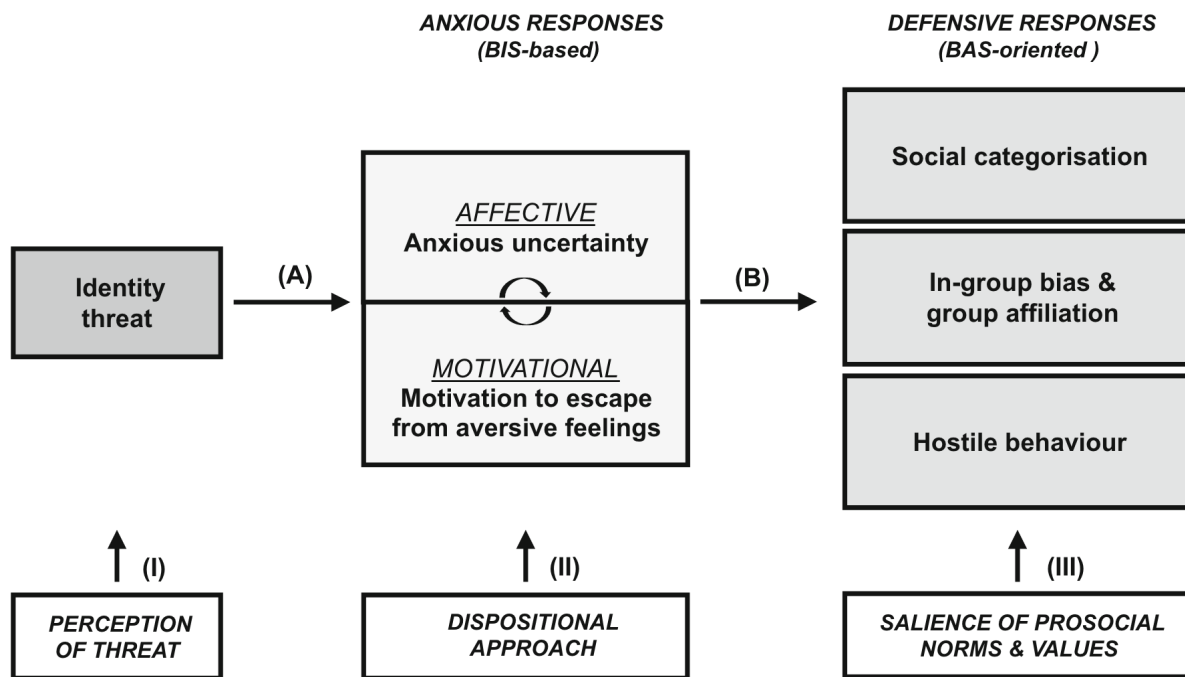 ANXIOUS RESPONSES
(BIS-based)
DEFENSIVE RESPONSES
(BAS-oriented )
Identity
threat
(A)
AFFECTIVE
Anxious uncertainty
MOTIVATIONAL
Motivation to escape
from aversive feelings
(B)
Social categorisation
In-group bias &
group affiliation
Hostile behaviour
(I)
(II)
(III)
PERCEPTION
OF THREAT
DISPOSITIONAL
APPROACH
SALIENCE OF PROSOCIAL
NORMS & VALUES